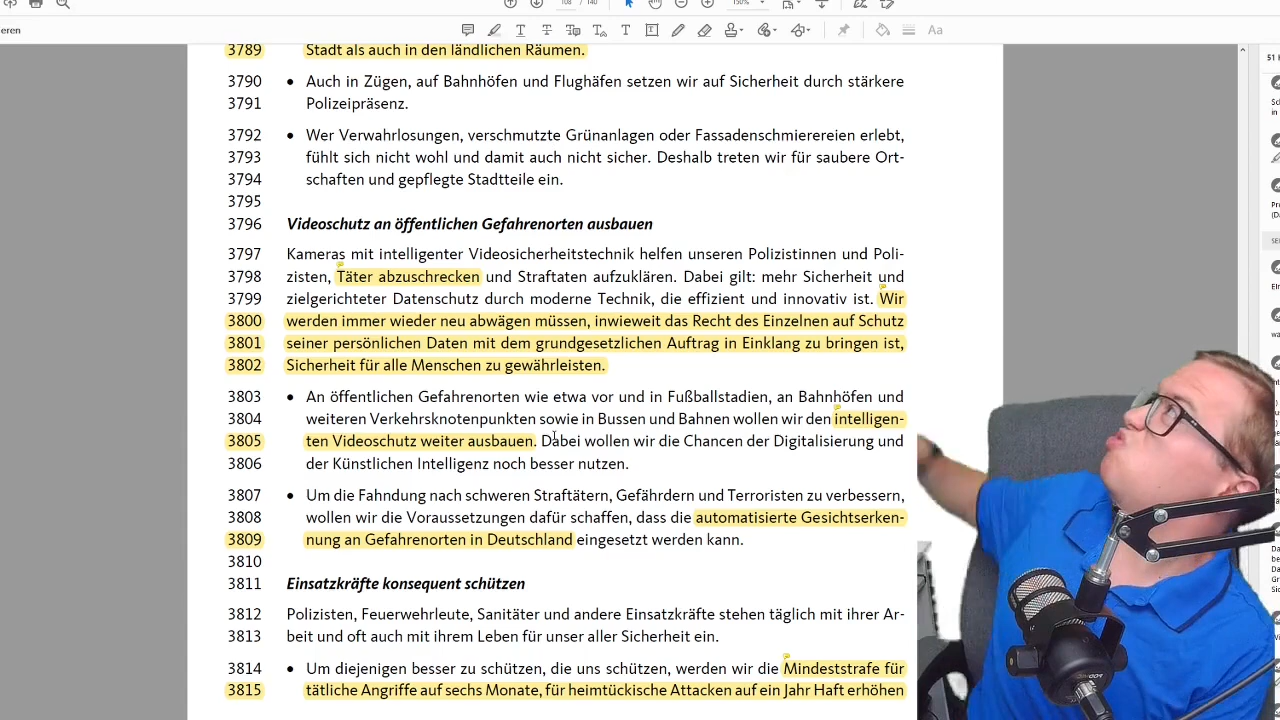 108 / 140
150%
eren
Aa
51
3789 Stadt als auch in den ländlichen Räumen.
3790 • Auch in Zügen, auf Bahnhöfen und Flughäfen setzen wir auf Sicherheit durch stärkere
3791 Polizeipräsenz.
3792 • Wer Verwahrlosungen, verschmutzte Grünanlagen oder Fassadenschmierereien erlebt,
3793 fühlt sich nicht wohl und damit auch nicht sicher. Deshalb treten wir für saubere Ort-
3794 schaften und gepflegte Stadtteile ein.
3795
3796 Videoschutz an öffentlichen Gefahrenorten ausbauen
3797 Kameras mit intelligenter Videosicherheitstechnik helfen unseren Polizistinnen und Poli-
3798 zisten, Täter abzuschrecken und Straftaten aufzuklären. Dabei gilt: mehr Sicherheit und
3799 zielgerichteter Datenschutz durch moderne Technik, die effizient und innovativ ist. Wir
3800 werden immer wieder neu abwägen müssen, inwieweit das Recht des Einzelnen auf Schutz
3801 seiner persönlichen Daten mit dem grundgesetzlichen Auftrag in Einklang zu bringen ist,
3802 Sicherheit für alle Menschen zu gewährleisten.
3803 • An öffentlichen Gefahrenorten wie etwa vor und in Fußballstadien, an Bahnhöfen und
3804 weiteren Verkehrsknotenpunkten sowie in Bussen und Bahnen wollen wir den intelligen-
3805 ten Videoschutz weiter ausbauen. Dabei wollen wir die Chancen der Digitalisierung und
3806 der Künstlichen Intelligenz noch besser nutzen.
3807 • Um die Fahndung nach schweren Straftätern, Gefährdern und Terroristen zu verbessern,
3808 wollen wir die Voraussetzungen dafür schaffen, dass die automatisierte Gesichtserken-
3809 nung an Gefahrenorten in Deutschland eingesetzt werden kann.
3810
3811 Einsatzkräfte konsequent schützen
3812 Polizisten, Feuerwehrleute, Sanitäter und andere Einsatzkräfte stehen täglich mit ihrer Ar-
3813 beit und oft auch mit ihrem Leben für unser aller Sicherheit ein.
3814 • Um diejenigen besser zu schützen, die uns schützen, werden wir die Mindeststrafe für
3815 tätliche Angriffe auf sechs Monate, für heimtückische Attacken auf ein Jahr Haft erhöhen